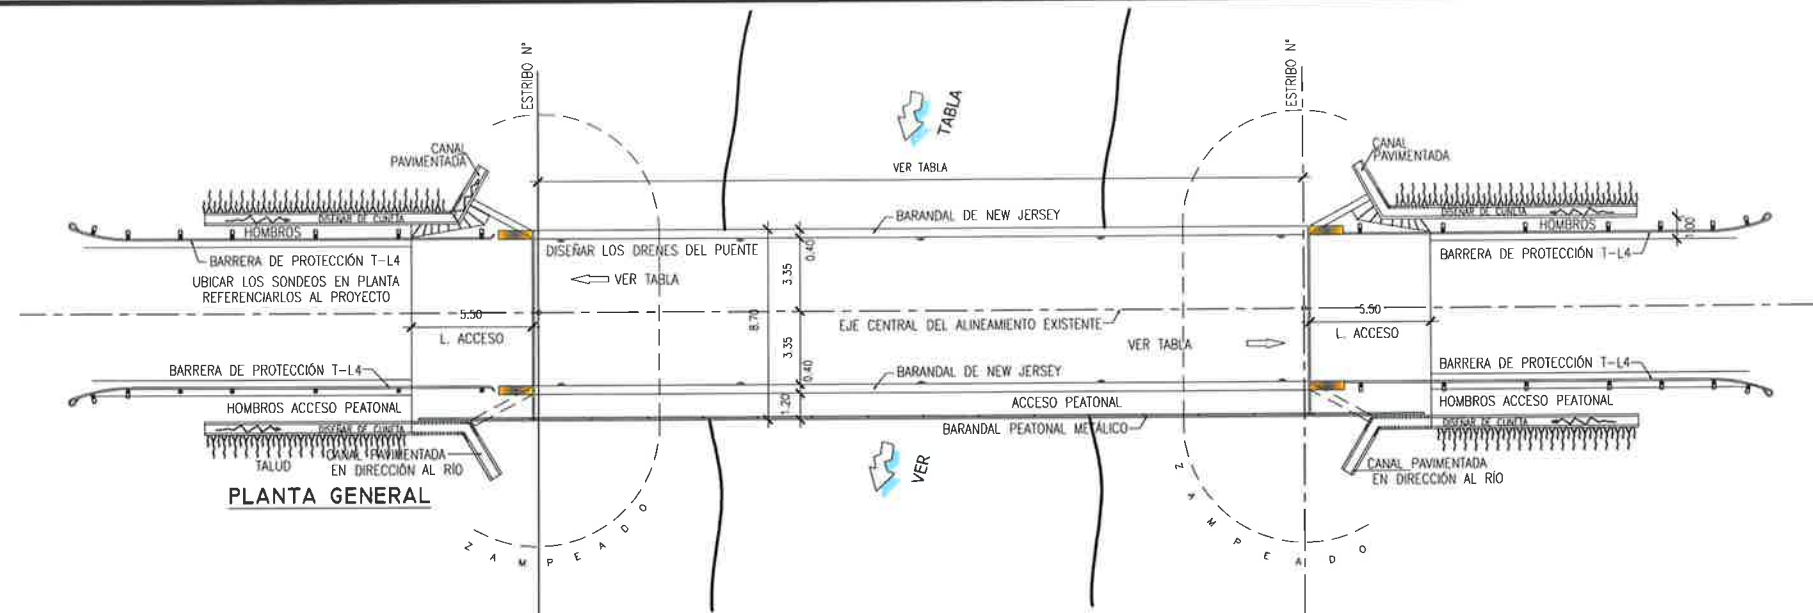 ESTRIBO N°
ESTRIBO N°
TABLA
CANAL
PAVIMENTADA
CANAL
PAVIMENTADA
VER TABLA
DISEÑAR DE CUNETA
DISEÑAR DE CUNETA
BARANDAL DE NEW JERSEY
HOMBROS
HOMBROS
1.00
DISEÑAR LOS DRENES DEL PUENTE
0.40
BARRERA DE PROTECCIÓN T-L4
BARRERA DE PROTECCIÓN T-L4
UBICAR LOS SONDEOS EN PLANTA
REFERENCIARLOS AL PROYECTO
VER TABLA
3.35
5.50
8.70
EJE CENTRAL DEL ALINEAMIENTO EXISTENTE
5.50
L. ACCESO
L. ACCESO
VER TABLA
3.35
BARRERA DE PROTECCIÓN T-L4
BARRERA DE PROTECCIÓN T-L4
0.40
BARANDAL DE NEW JERSEY
HOMBROS ACCESO PEATONAL
1.20
ACCESO PEATONAL
HOMBROS ACCESO PEATONAL
DISEÑAR DE CUNETA
BARANDAL PEATONAL METÁLICO
DISEÑAR DE CUNETA
TALUD
CANAL PAVIMENTADA
EN DIRECCIÓN AL RÍO
VER
CANAL PAVIMENTADA
EN DIRECCIÓN AL RÍO
PLANTA GENERAL
ZAMPEADO
ZAMPEADO